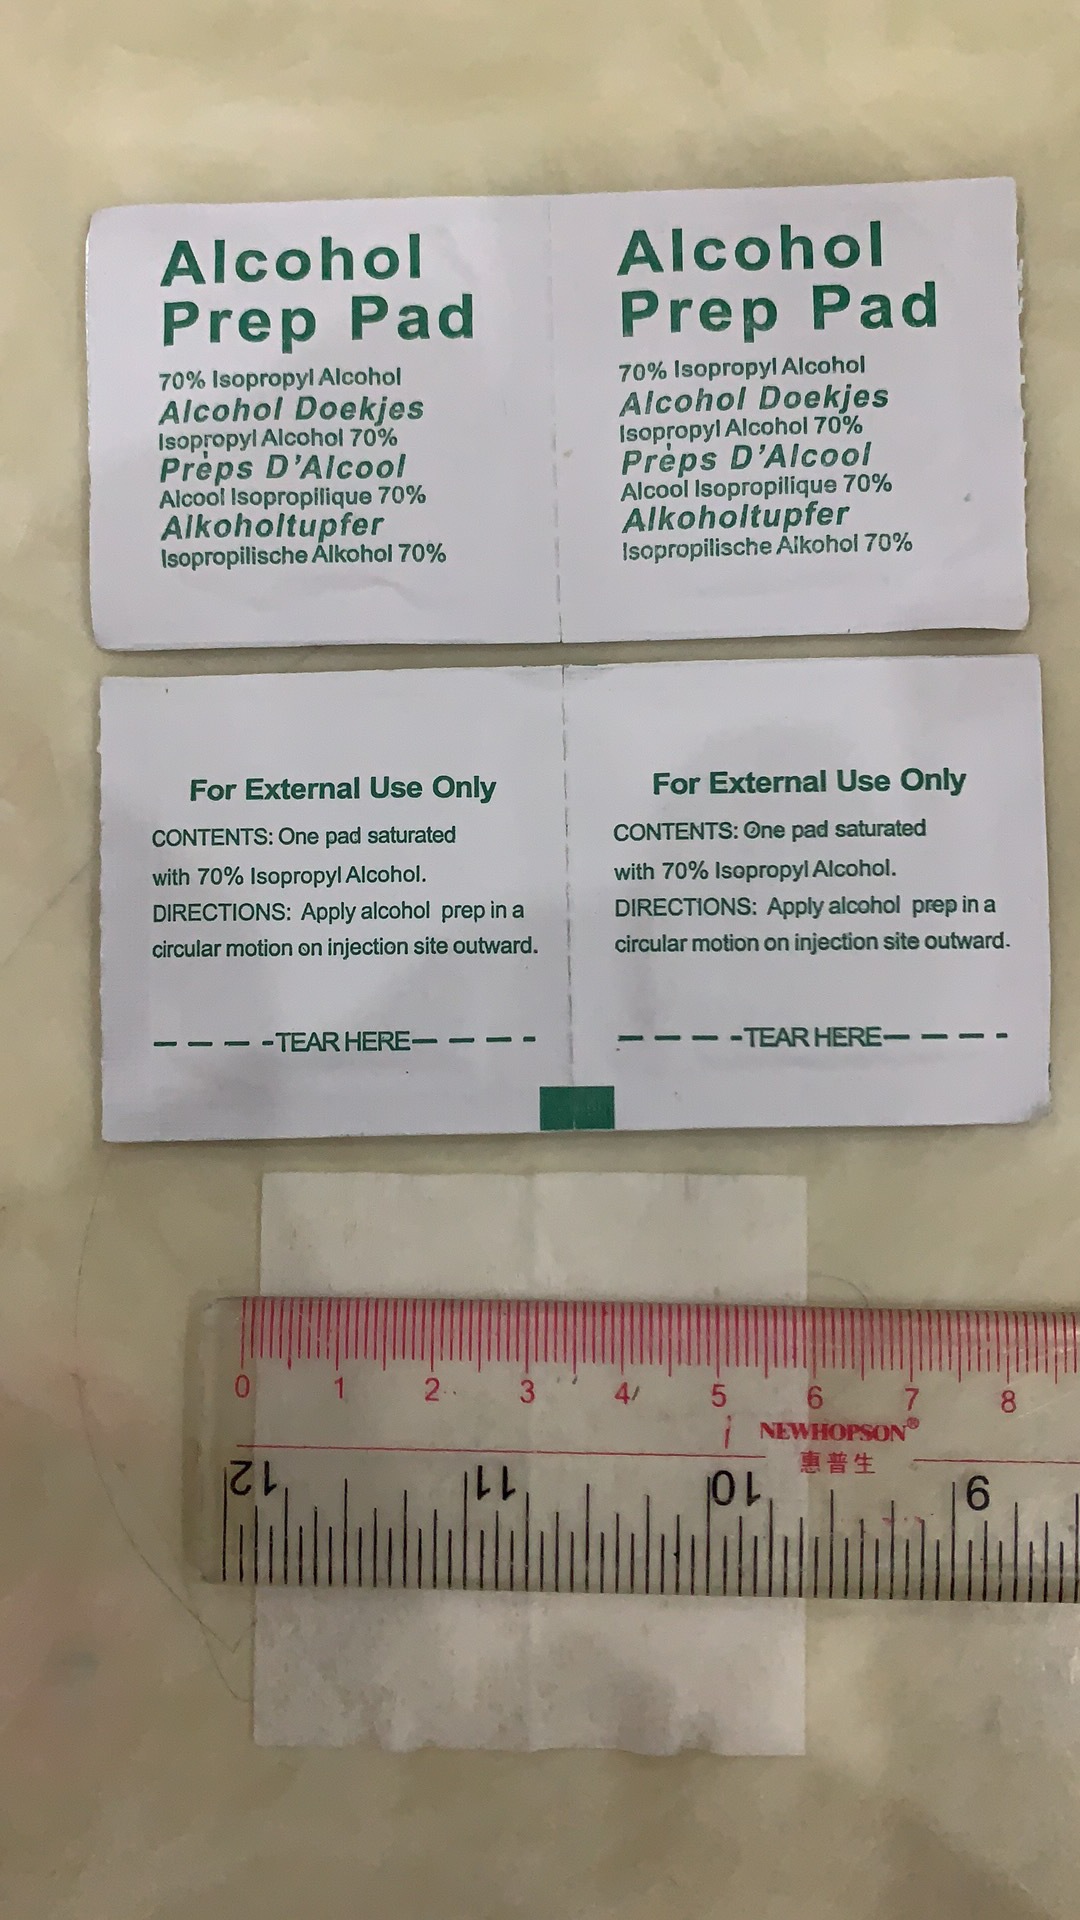 Alcohol
Prep Pad
70% Isopropyl Alcohol
Alcohol Doekjes
Isopropyl Alcohol 70%
Prèps D'Alcool
Alcool Isopropilique 70%
Alkoholtupfer
Isopropilische Alkohol 70%
Alcohol
Prep Pad
70% Isopropyl Alcohol
Alcohol Doekjes
Isopropyl Alcohol 70%
Prèps D'Alcool
Alcool Isopropilique 70%
Alkoholtupfer
Isopropilische Alkohol 70%
For External Use Only
CONTENTS: One pad saturated
with 70% Isopropyl Alcohol.
DIRECTIONS: Apply alcohol prep in a
circular motion on injection site outward.
- - - -TEAR HERE- - - - -
For External Use Only
CONTENTS: One pad saturated
with 70% Isopropyl Alcohol.
DIRECTIONS: Apply alcohol prep in a
circular motion on injection site outward.
- - - -TEAR HERE- - - - -
0 1 2 3 4 5 6 7 8
NEWHOPSON®
惠普生
12 11 10 9